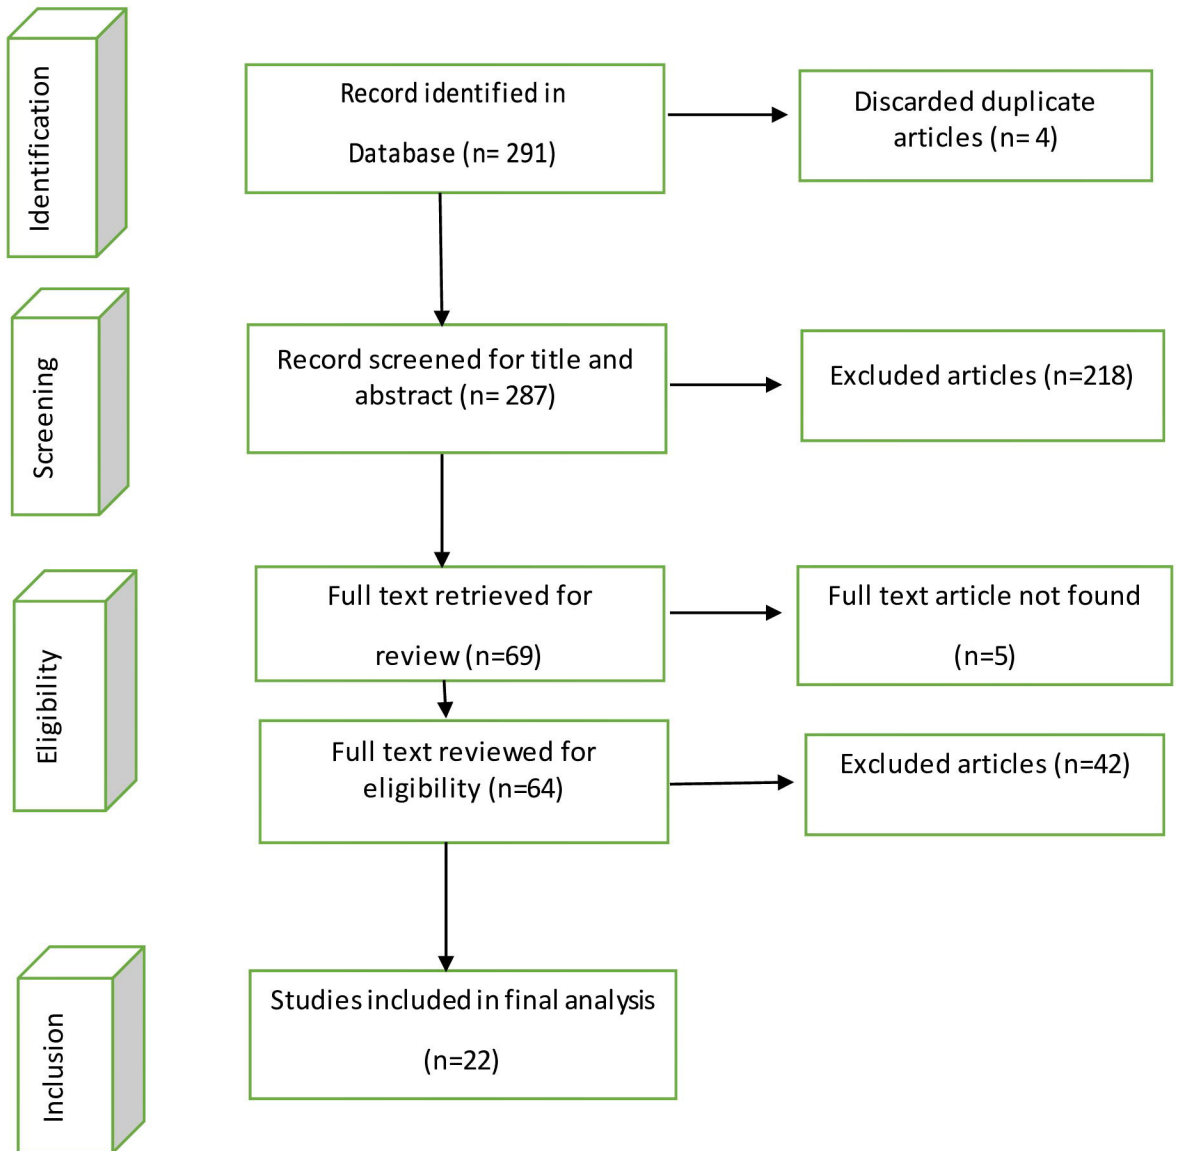 Identification
Record identified in
Database (n= 291)
Discarded duplicate
articles (n= 4)
Screening
Record screened for title and
abstract (n= 287)
Excluded articles (n=218)
Eligibility
Full text retrieved for
review (n=69)
Full text article not found
(n=5)
Full text reviewed for
eligibility (n=64)
Excluded articles (n=42)
Inclusion
Studies included in final analysis
(n=22)